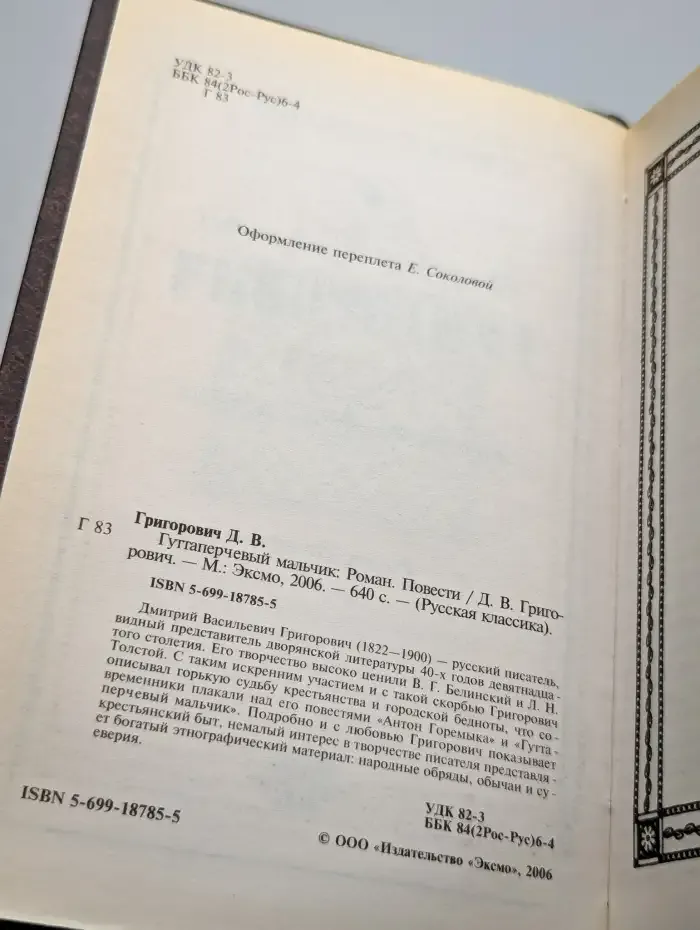 УДК 82-3
ББК 84(2Рос-Рус)6-4
Г 83
Оформление переплета Е. Соколовой
Григорович Д. В.
Г 83 Гуттаперчевый мальчик: Роман. Повести / Д. В. Григо-
рович. — М.: Эксмо, 2006. — 640 с. — (Русская классика).
ISBN 5-699-18785-5
Дмитрий Васильевич Григорович (1822—1900) — русский писатель,
видный представитель дворянской литературы 40-х годов девятнадца-
того столетия. Его творчество высоко ценили В. Г. Белинский и Л. Н.
Толстой. С таким искренним участием и с такой скорбью Григорович
описывал горькую судьбу крестьянства и городской бедноты, что со-
временники плакали над его повестями «Антон Горемыка» и «Гутта-
перчевый мальчик». Подробно и с любовью Григорович показывает
крестьянский быт, немалый интерес в творчестве писателя представля-
ет богатый этнографический материал: народные обряды, обычаи и су-
еверия.
УДК 82-3
ББК 84(2Рос-Рус)6-4
ISBN 5-699-18785-5
© ООО «Издательство «Эксмо», 2006